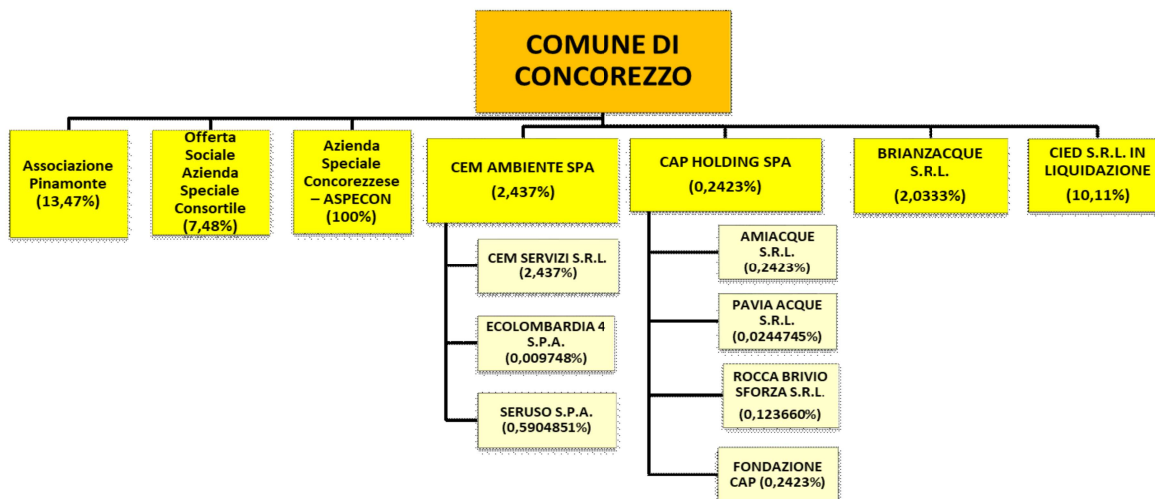 COMUNE DI
CONCOREZZO
Associazione
Pinamonte
(13,47%)
Offerta
Sociale
Azienda
Speciale
Consortile
(7,48%)
Azienda
Speciale
Concorezzese
– ASPECON
(100%)
CEM AMBIENTE SPA
(2,437%)
CAP HOLDING SPA
(0,2423%)
BRIANZACQUE
S.R.L.
(2,0333%)
CIED S.R.L. IN
LIQUIDAZIONE
(10,11%)
CEM SERVIZI S.R.L.
(2,437%)
ECOLOMBARDIA 4
S.P.A.
(0,009748%)
SERUSO S.P.A.
(0,5904851%)
AMIACQUE
S.R.L.
(0,2423%)
PAVIA ACQUE
S.R.L.
(0,0244745%)
ROCCA BRIVIO
SFORZA S.R.L.
(0,123660%)
FONDAZIONE
CAP (0,2423%)